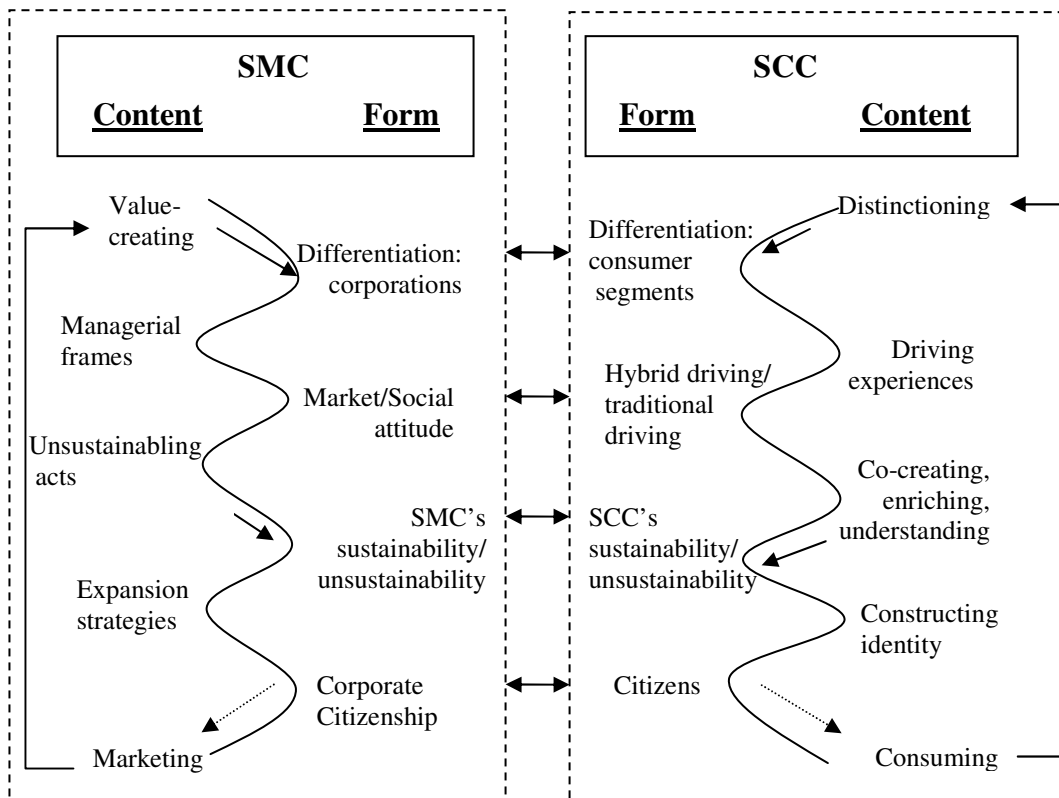 SMC
Content Form
Value-
creating
Differentiation:
corporations
Managerial
frames
Market/Social
attitude
Unsustainabling
acts
SMC's
sustainability/
unsustainability
Expansion
strategies
Corporate
Citizenship
Marketing
SCC
Form Content
Distinctioning
Differentiation:
consumer
segments
Driving
experiences
Hybrid driving/
traditional
driving
Co-creating,
enriching,
understanding
SCC's
sustainability/
unsustainability
Constructing
identity
Citizens
Consuming